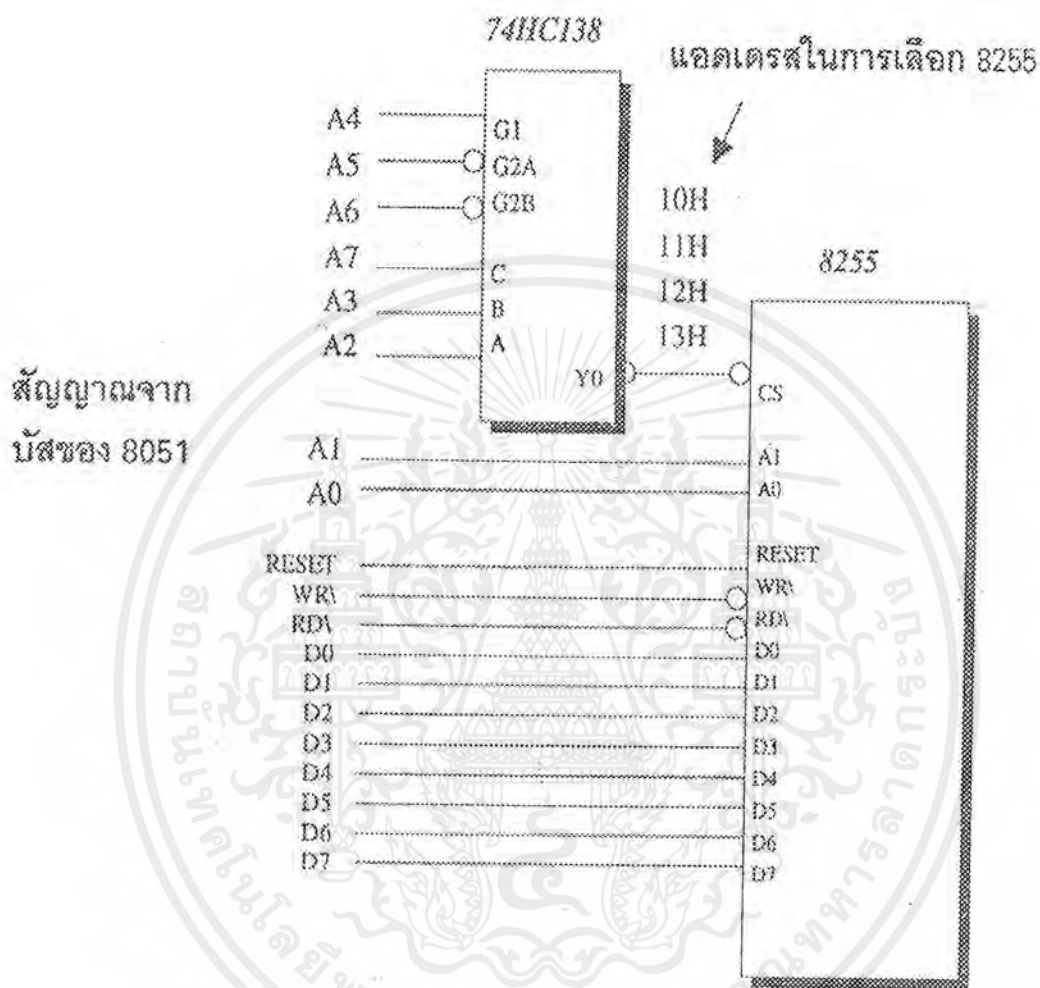 74HC138
แอดเดรสในการเลือก 8255
A4
G1
A5
G2A
A6
G2B
10H
A7
C
11H
8255
A3
B
12H
A2
A
13H
Y0
CS
สัญญาณจาก
บัสของ 8051
A1
A1
A0
A0
RESET
RESET
WR\
WR\
RD\
RD\
D0
D0
D1
D1
D2
D2
D3
D3
D4
D4
D5
D5
D6
D6
D7
D7